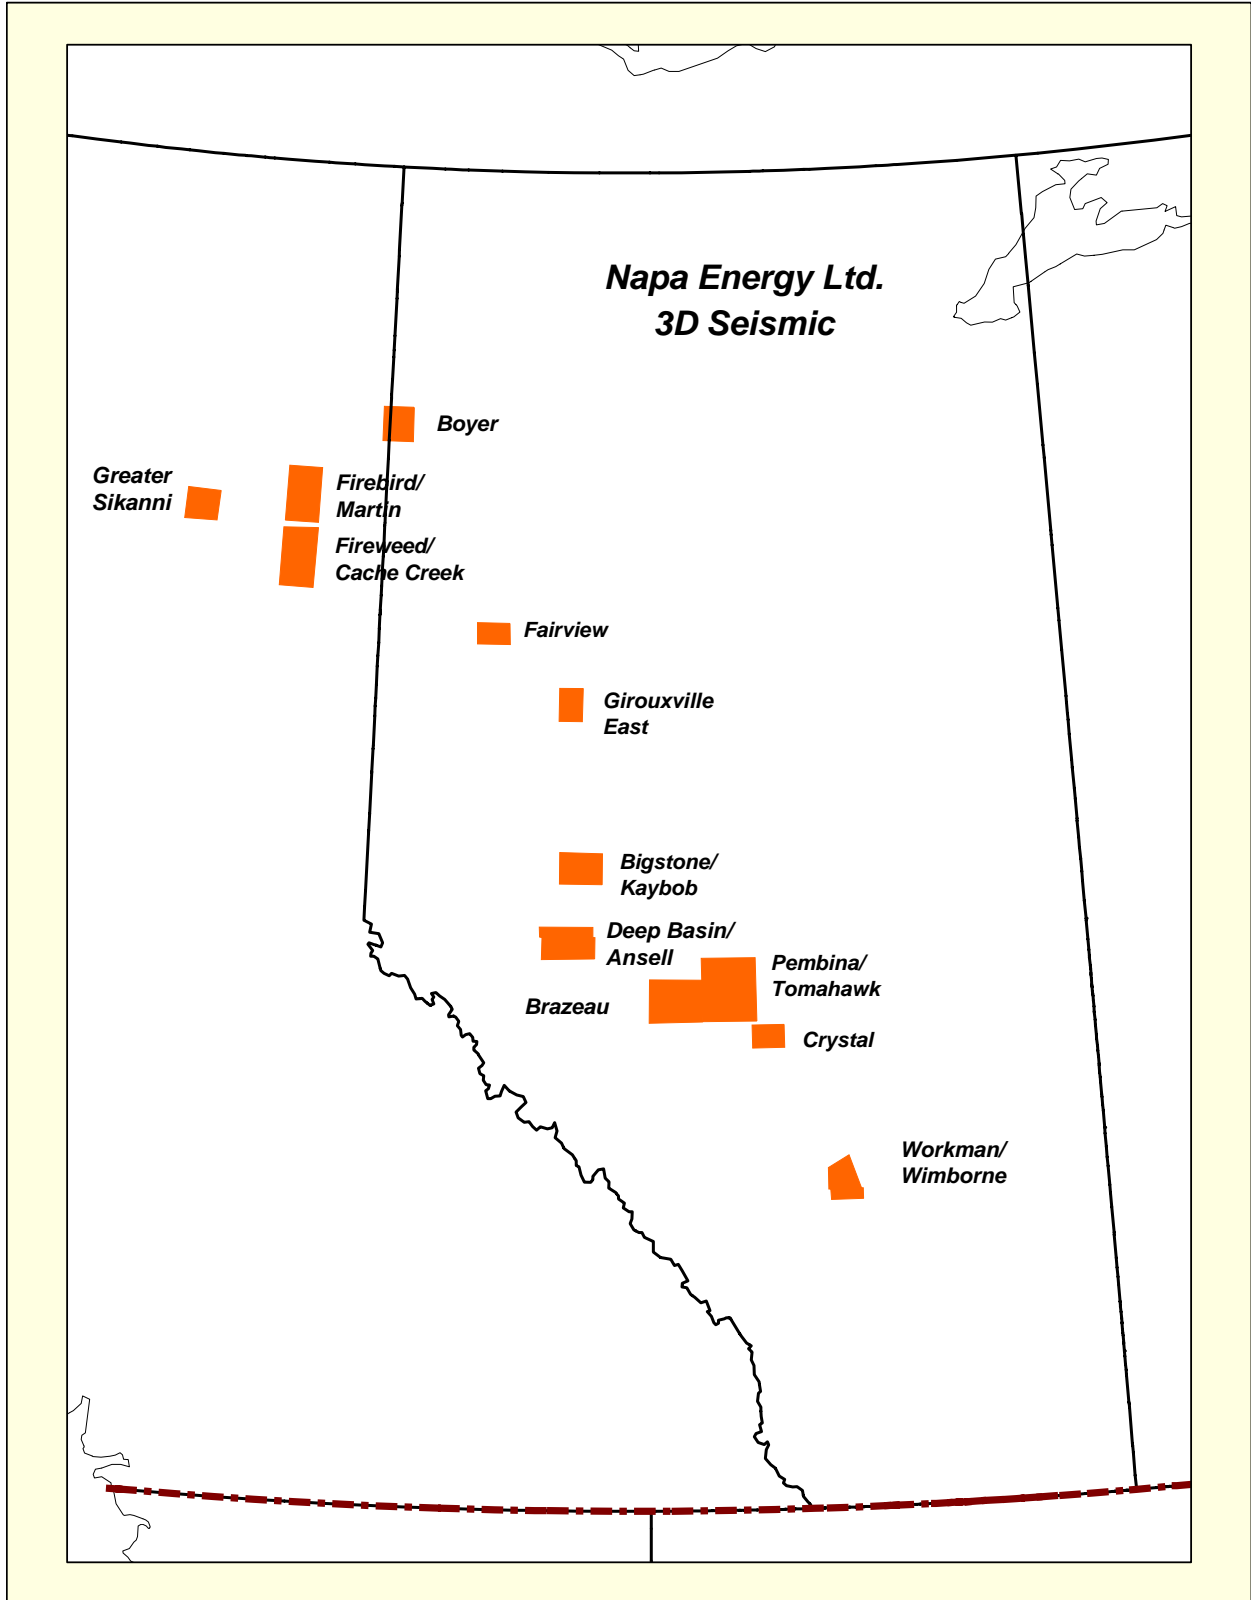 Napa Energy Ltd.
3D Seismic
Boyer
Greater
Sikanni
Firebird/
Martin
Fireweed/
Cache Creek
Fairview
Girouxville
East
Bigstone/
Kaybob
Deep Basin/
Ansell
Pembina/
Tomahawk
Brazeau
Crystal
Workman/
Wimborne